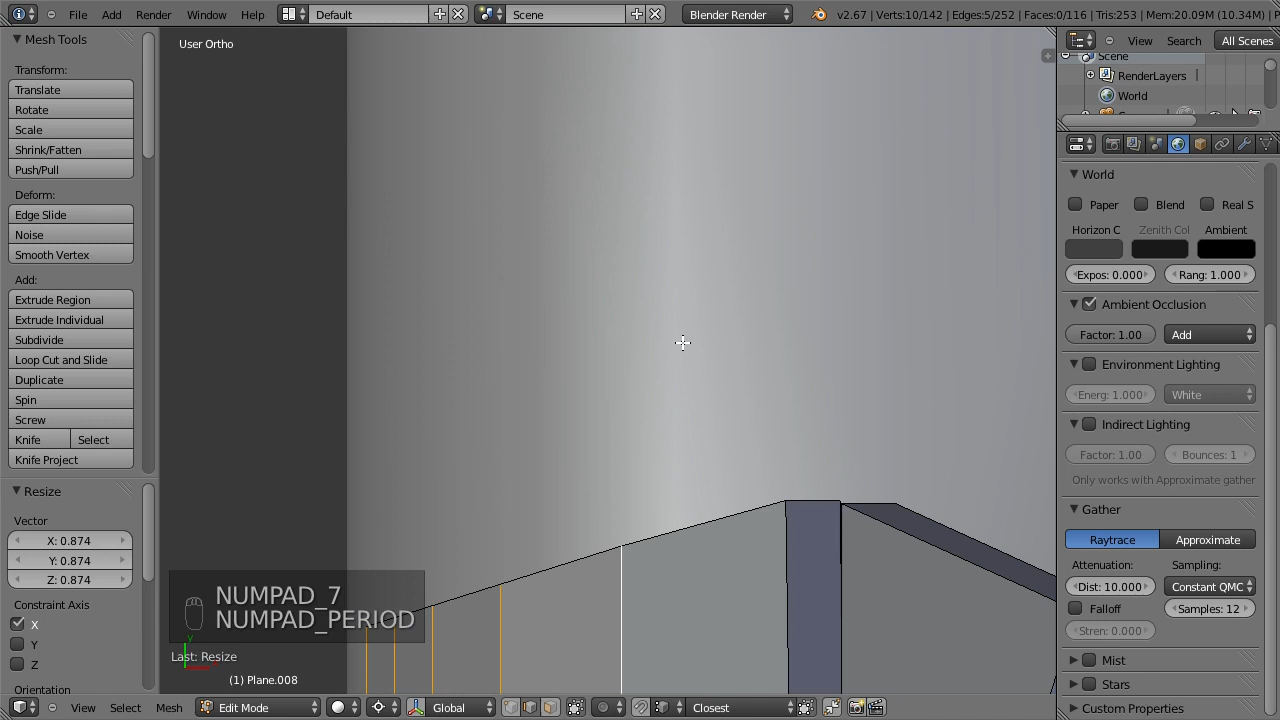 File Add Render Window Help Default Scene Blender Render v2.67 | Verts:10/142 | Edges:5/252 | Faces:0/116 | Tris:253 | Mem:20.09M (10.34M) | P
Mesh Tools
Transform:
Translate
Rotate
Scale
Shrink/Fatten
Push/Pull
Deform:
Edge Slide
Noise
Smooth Vertex
Add:
Extrude Region
Extrude Individual
Subdivide
Loop Cut and Slide
Duplicate
Spin
Screw
Knife Select
Knife Project
Resize
Vector
X: 0.874
Y: 0.874
Z: 0.874
Constraint Axis
X
Y
Z
Orientation
User Ortho
NUMPAD_7
NUMPAD_PERIOD
Y
Last: Resize
(1) Plane.008
View Select Mesh Edit Mode Global Closest
View Search All Scenes
Scene
RenderLayers
World
World
Paper Blend Real S
Horizon C Zenith Col Ambient
Expos: 0.000 Rang: 1.000
Ambient Occlusion
Factor: 1.00 Add
Environment Lighting
Energ: 1.000 White
Indirect Lighting
Factor: 1.00 Bounces: 1
Only works with Approximate gather
Gather
Raytrace Approximate
Attenuation: Sampling:
Dist: 10.000 Constant QMC
Falloff Samples: 12
Stren: 0.000
Mist
Stars
Custom Properties